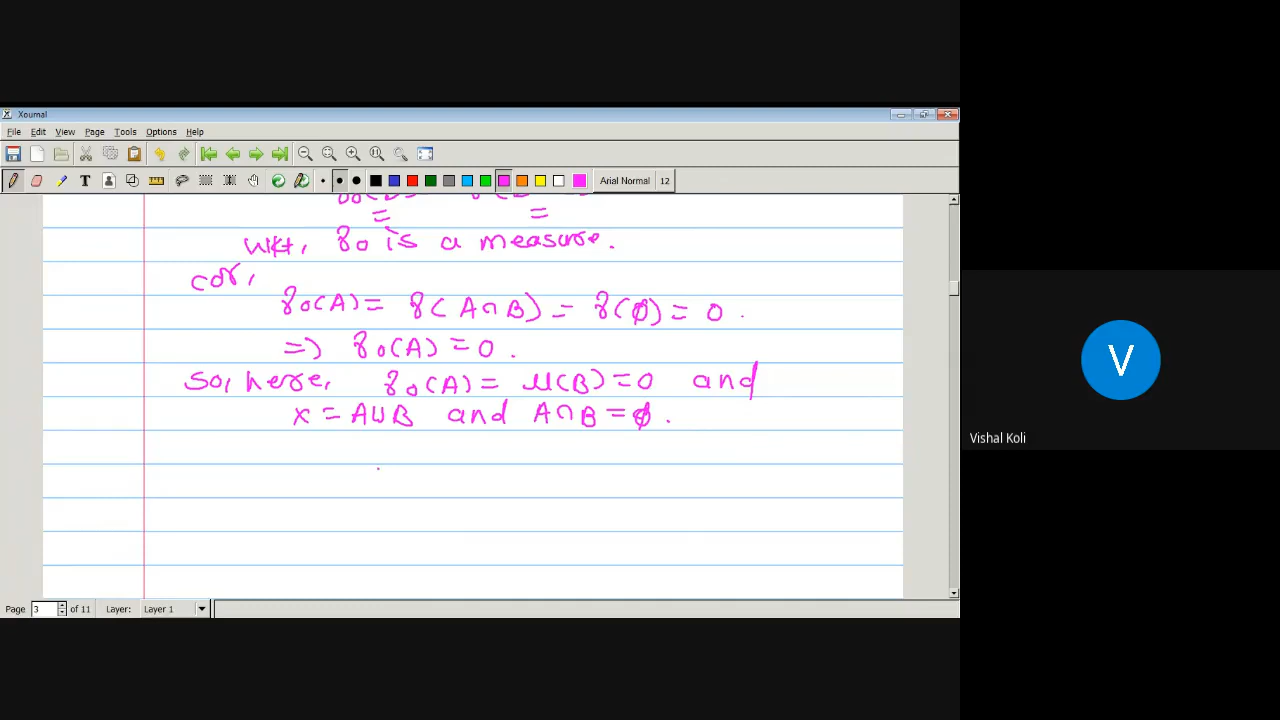 Xournal
File Edit View Page Tools Options Help
Arial Normal 12
wkt, γ0 is a measure.
cor,
γ0(A) = γ(A∩B) = γ(ϕ) = 0.
=) γ0(A) = 0.
So, here, γ0(A) = μ(B) = 0 and
X = A∪B and A∩B = ϕ.
Page 3 of 11 Layer: Layer 1
V
Vishal Koli